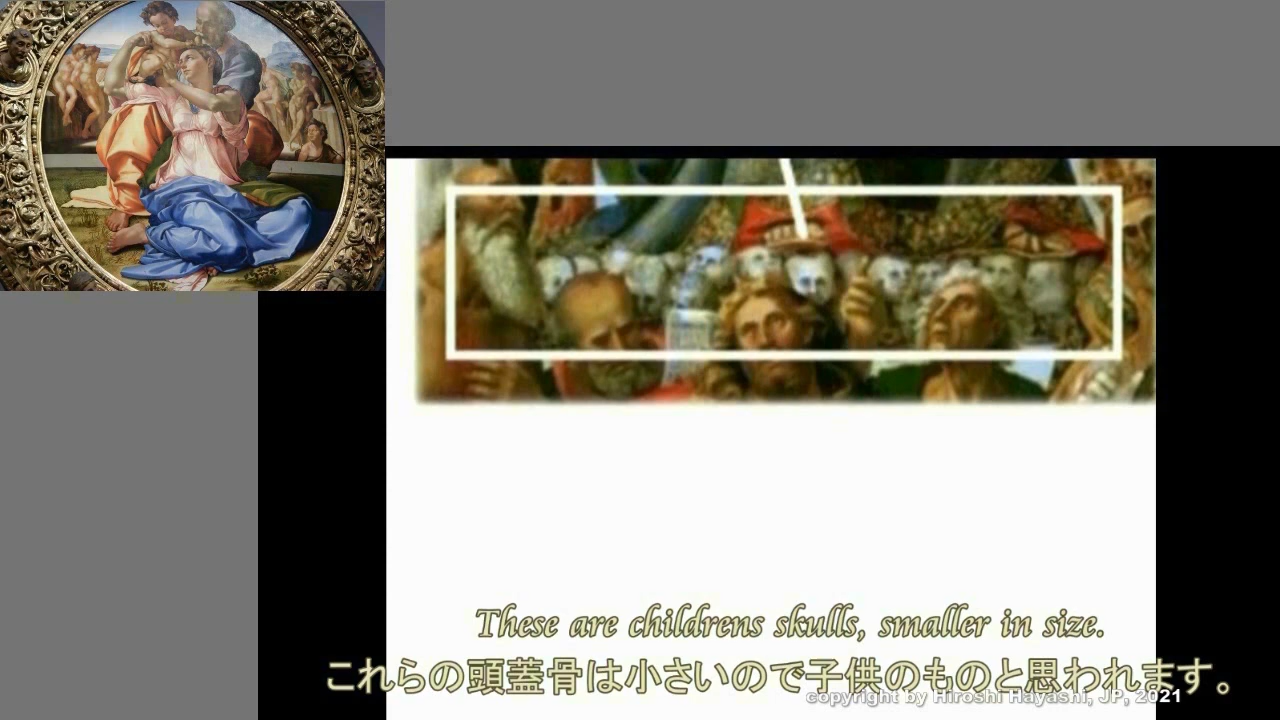 These are childrens skulls, smaller in size.
これらの頭蓋骨は小さいので子供のものと思われます。
copyright by Hiroshi Hayashi, JP, 2021